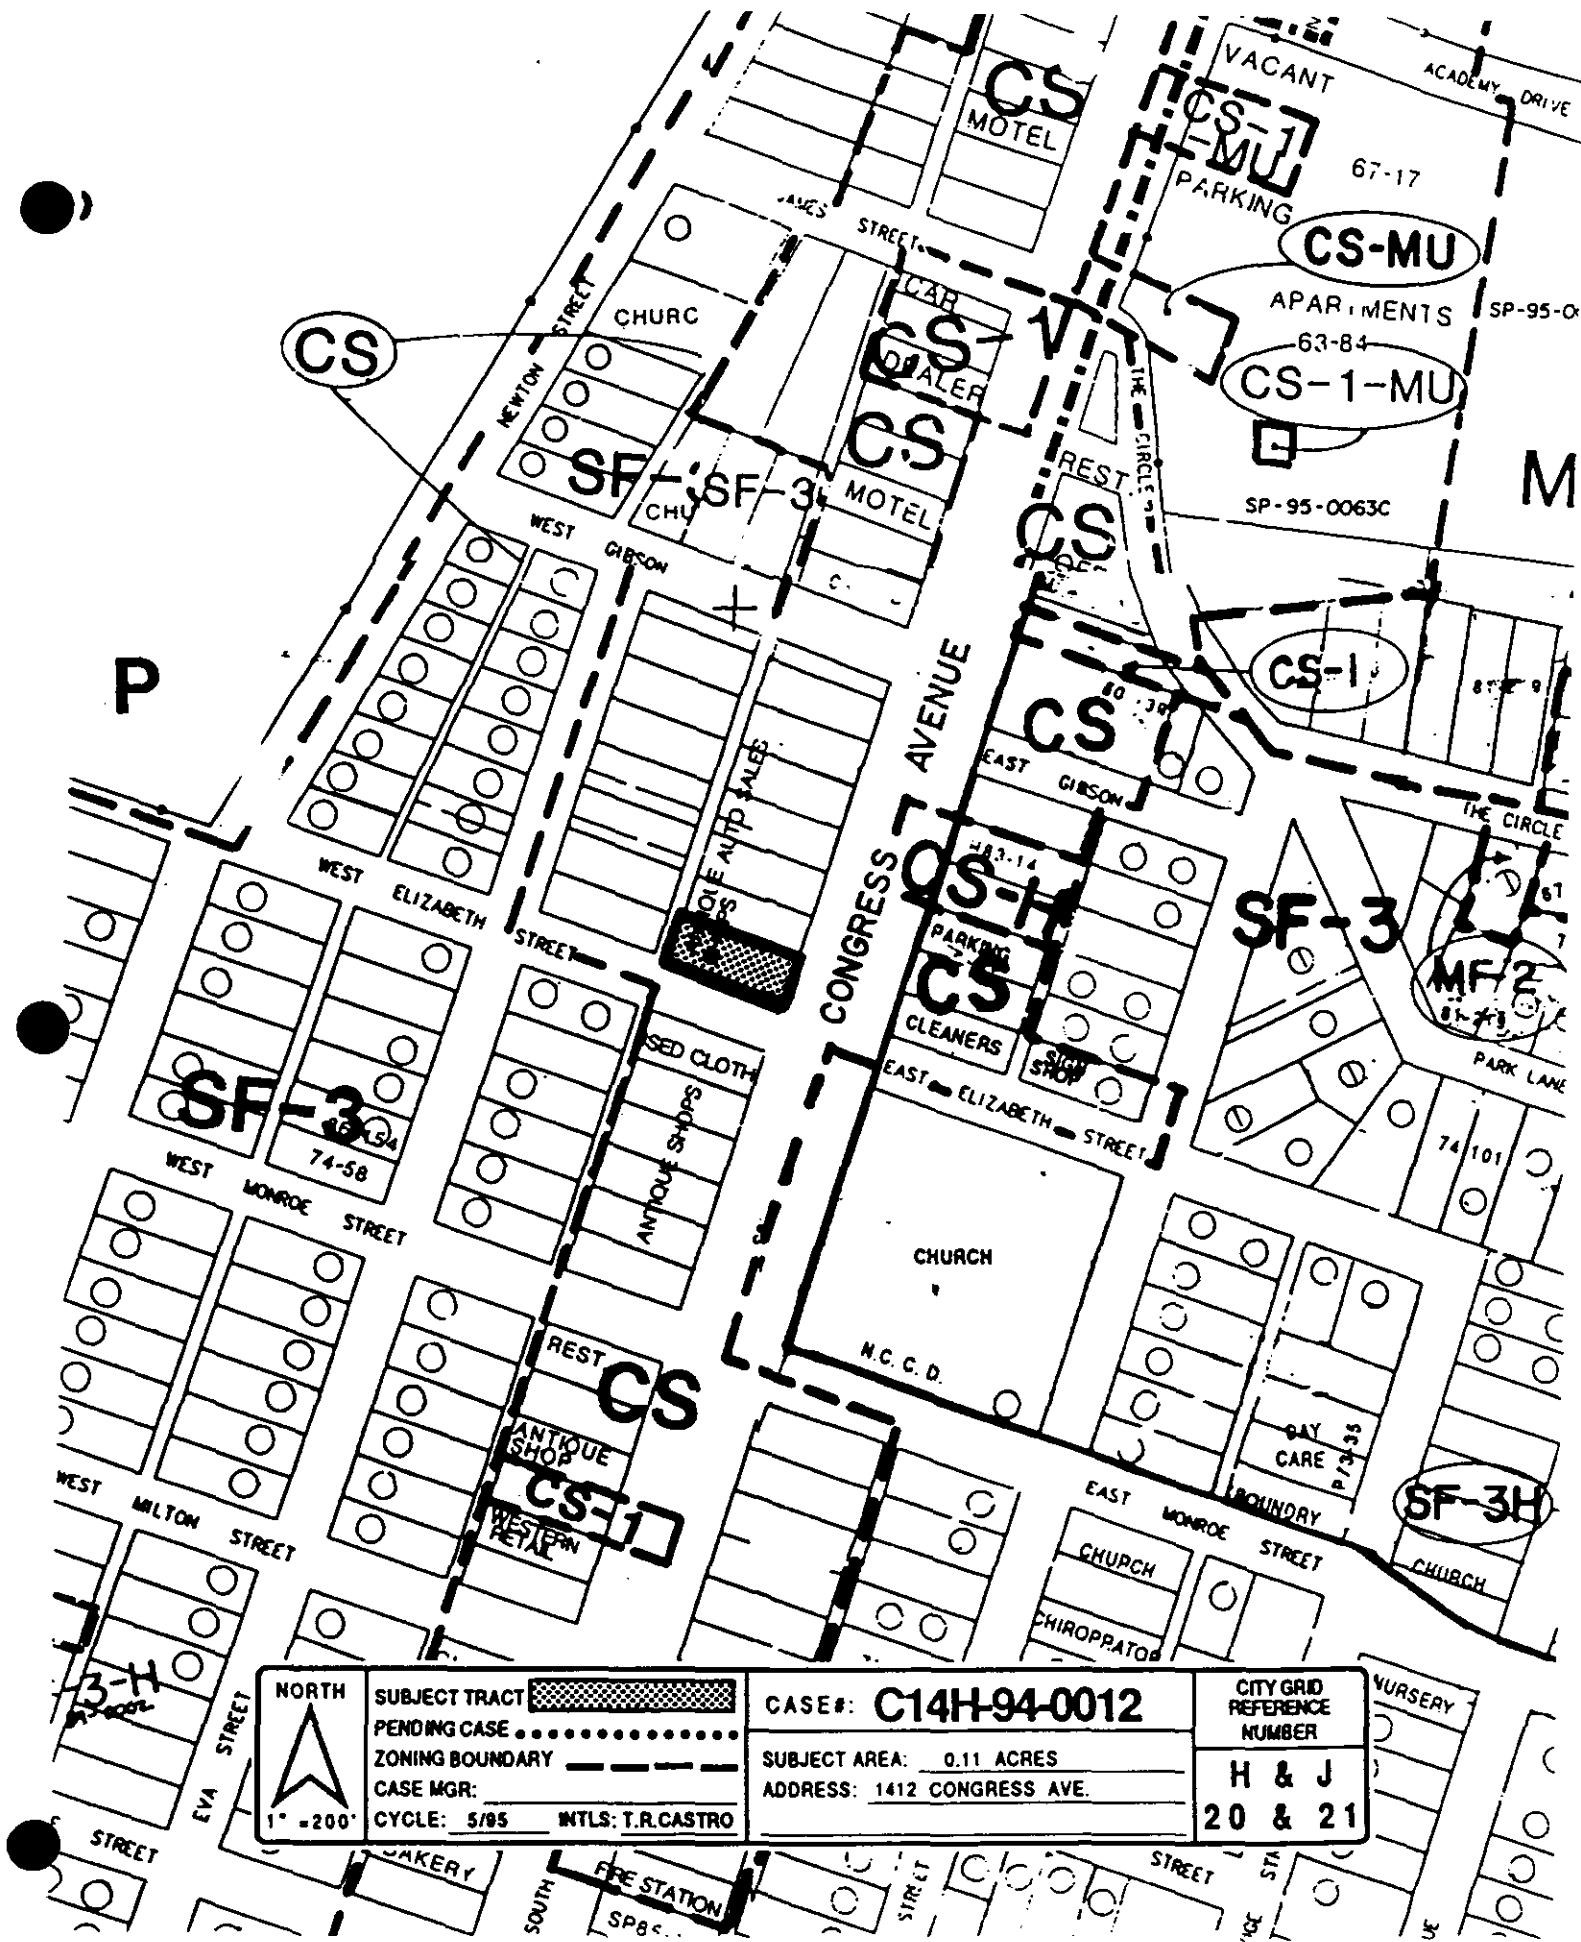 VACANT
ACADEMY DRIVE
CS
MOTEL
CS-1
-MU
67-17
PARKING
STREET
CS-MU
CAR
CHURC
APARTMENTS
SP-95-0
NEWTON STREET
CS
CS-1
63-84
DEALER
CS-1-MU
THE CIRCLE
CS
REST.
SF-3
SF-3
MOTEL
M
CHU
SP-95-0063C
WEST GIBSON
CS
P
CS-1
CS
EAST GIBSON
THE CIRCLE
H83-14
CS-H
WEST ELIZABETH STREET
CONGRESS AVENUE
SF-3
PARKING
CS
MF-2
CLEANERS
SIGN
SHOP
PARK LANE
SED CLOTH
EAST ELIZABETH STREET
SF-3
74-58
74 101
ANTIQUE SHOPS
WEST MONROE STREET
CHURCH
N.C.C.D.
REST
CS
ANTIQUE
SHOP
DAY
CARE
CS-1
WESTERN
RETAIL
WEST MILTON STREET
EAST MONROE STREET
BOUNDRY
SF-3H
CHURCH
CHURCH
3-H
NURSERY
EVA STREET
NORTH
1" =200'
SUBJECT TRACT
PENDING CASE
ZONING BOUNDARY
CASE MGR:
CYCLE: 5/95 INTLS: T.R.CASTRO
CASE#: C14H-94-0012
SUBJECT AREA: 0.11 ACRES
ADDRESS: 1412 CONGRESS AVE.
CITY GRID
REFERENCE
NUMBER
H & J
20 & 21
STREET
AKERY
SOUTH
FIRE STATION
STREET
STREET